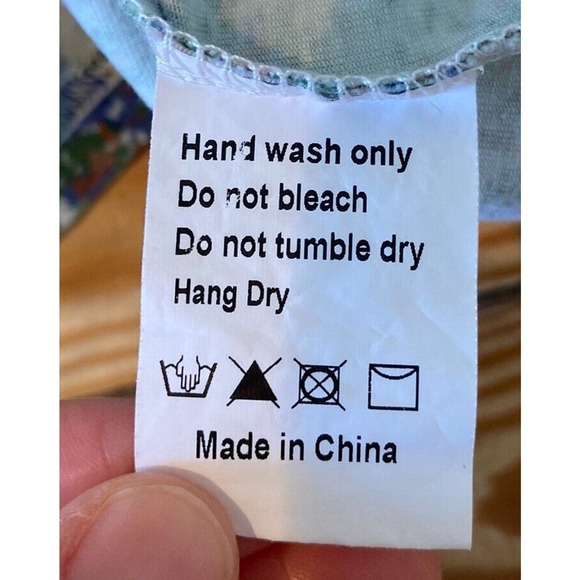 Hand wash only
Do not bleach
Do not tumble dry
Hang Dry
Made in China